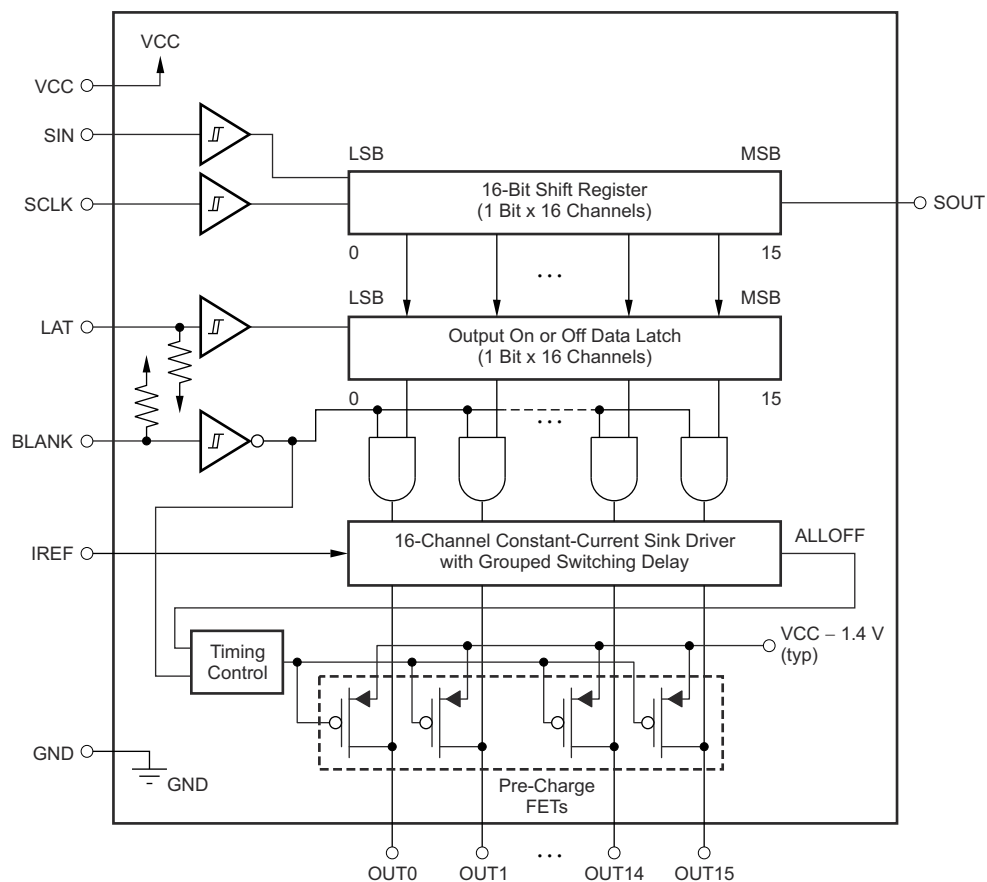 VCC
VCC
SIN
LSB
MSB
SCLK
16-Bit Shift Register
(1 Bit x 16 Channels)
SOUT
0
15
...
LSB
MSB
LAT
Output On or Off Data Latch
(1 Bit x 16 Channels)
0
15
...
BLANK
IREF
16-Channel Constant-Current Sink Driver
with Grouped Switching Delay
ALLOFF
VCC – 1.4 V
(typ)
Timing
Control
GND
GND
Pre-Charge
FETs
OUT0
OUT1
...
OUT14
OUT15